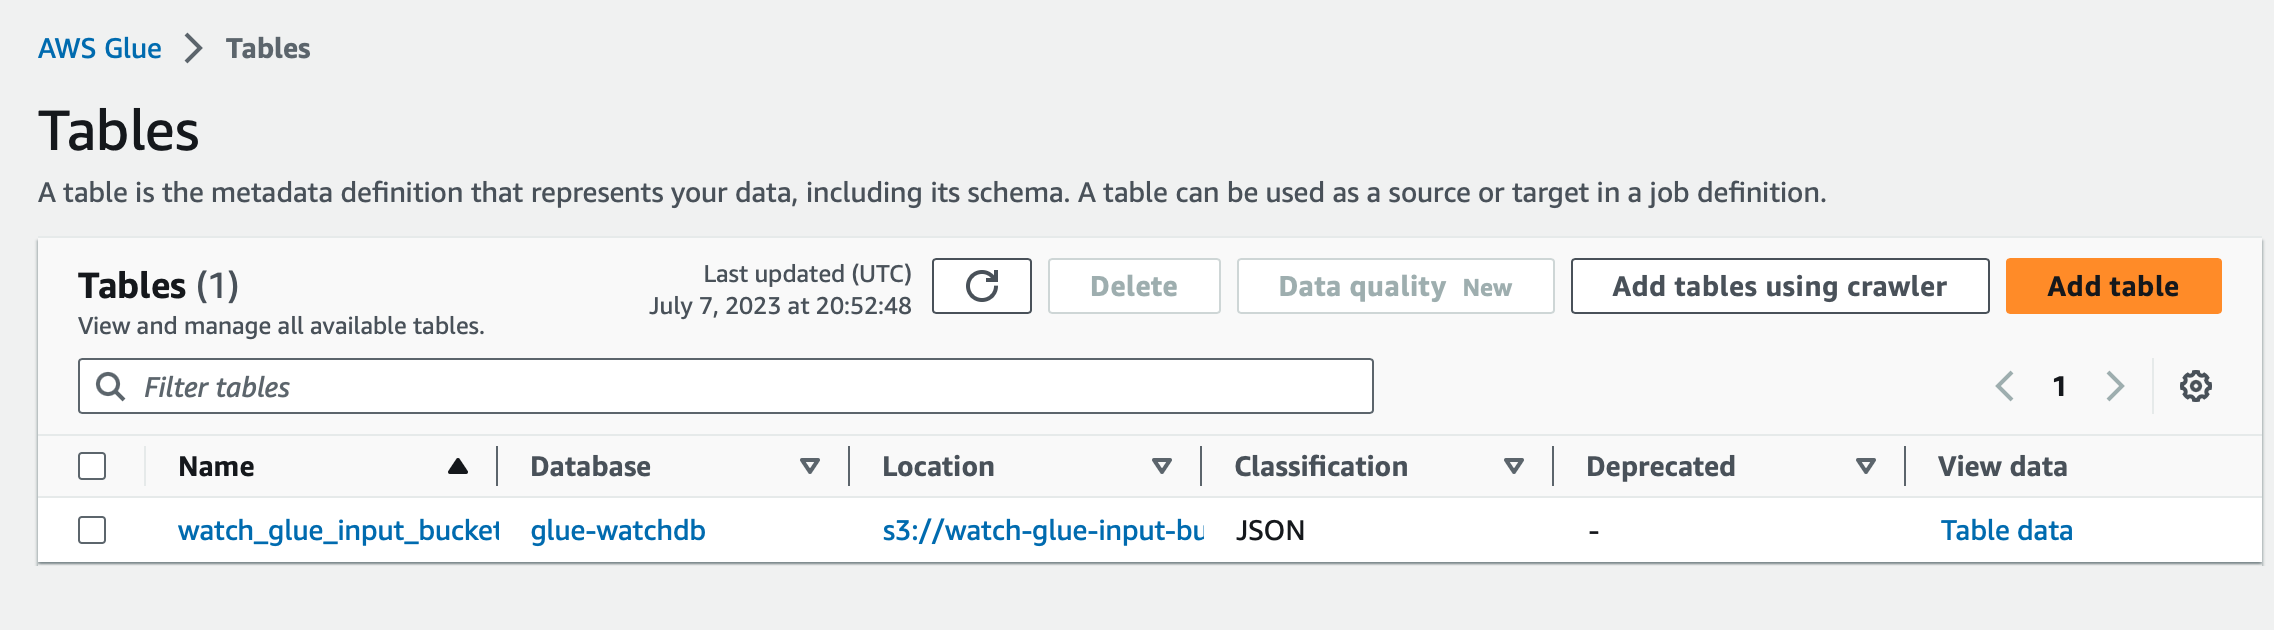 AWS Glue > Tables
Tables
A table is the metadata definition that represents your data, including its schema. A table can be used as a source or target in a job definition.
Tables (1)
View and manage all available tables.
Last updated (UTC)
July 7, 2023 at 20:52:48
Delete
Data quality New
Add tables using crawler
Add table
Filter tables
1
Name Database Location Classification Deprecated View data
watch_glue_input_bucket glue-watchdb s3://watch-glue-input-bu JSON - Table data